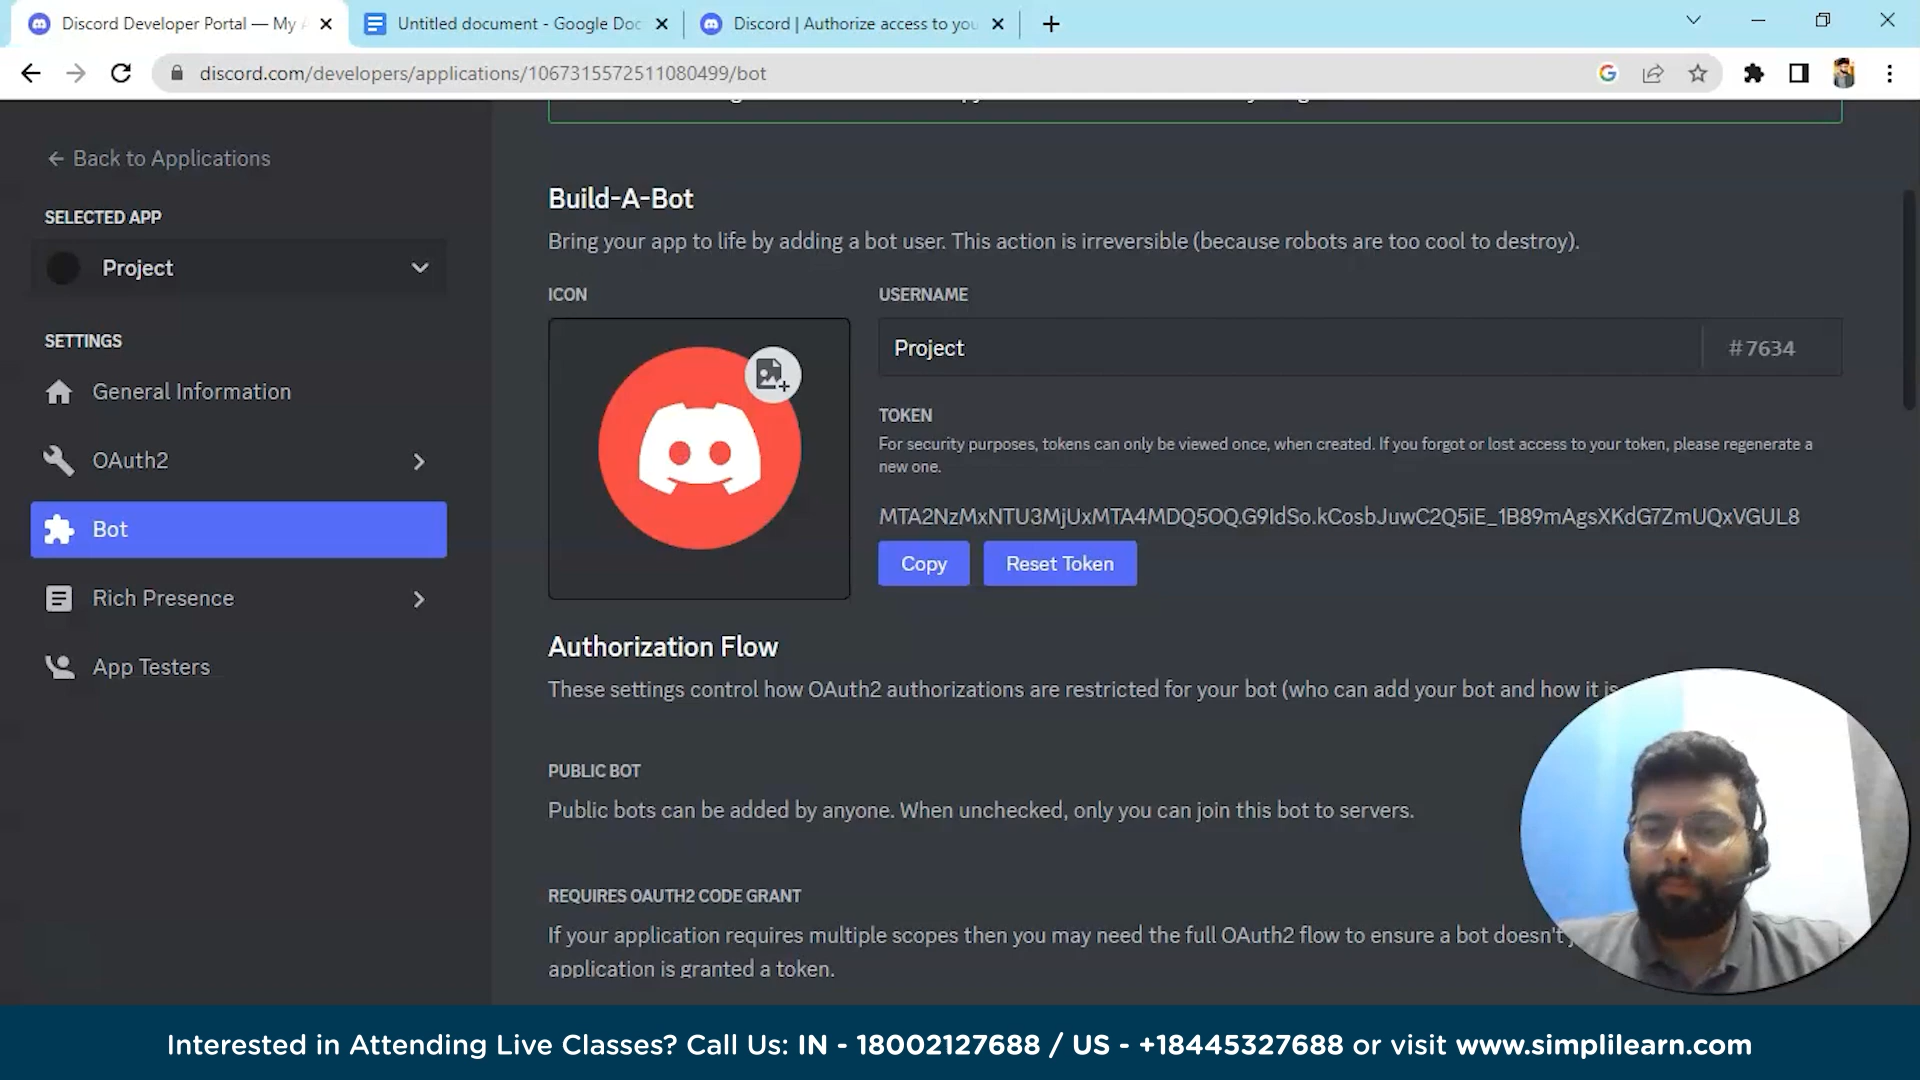 Discord Developer Portal — My
Untitled document - Google Doc
Discord | Authorize access to you
discord.com/developers/applications/1067315572511080499/bot
Back to Applications
SELECTED APP
Project
SETTINGS
General Information
OAuth2
Bot
Rich Presence
App Testers
Build-A-Bot
Bring your app to life by adding a bot user. This action is irreversible (because robots are too cool to destroy).
ICON
USERNAME
Project
#7634
TOKEN
For security purposes, tokens can only be viewed once, when created. If you forgot or lost access to your token, please regenerate a
new one.
MTA2NzMxNTU3MjUxMTA4MDQ5OQ.G9IdSo.kCosbJuwC2Q5iE_1B89mAgsXKdG7ZmUQxVGUL8
Copy
Reset Token
Authorization Flow
These settings control how OAuth2 authorizations are restricted for your bot (who can add your bot and how it is
PUBLIC BOT
Public bots can be added by anyone. When unchecked, only you can join this bot to servers.
REQUIRES OAUTH2 CODE GRANT
If your application requires multiple scopes then you may need the full OAuth2 flow to ensure a bot doesn't
application is granted a token.
Interested in Attending Live Classes? Call Us: IN - 18002127688 / US - +18445327688 or visit www.simplilearn.com